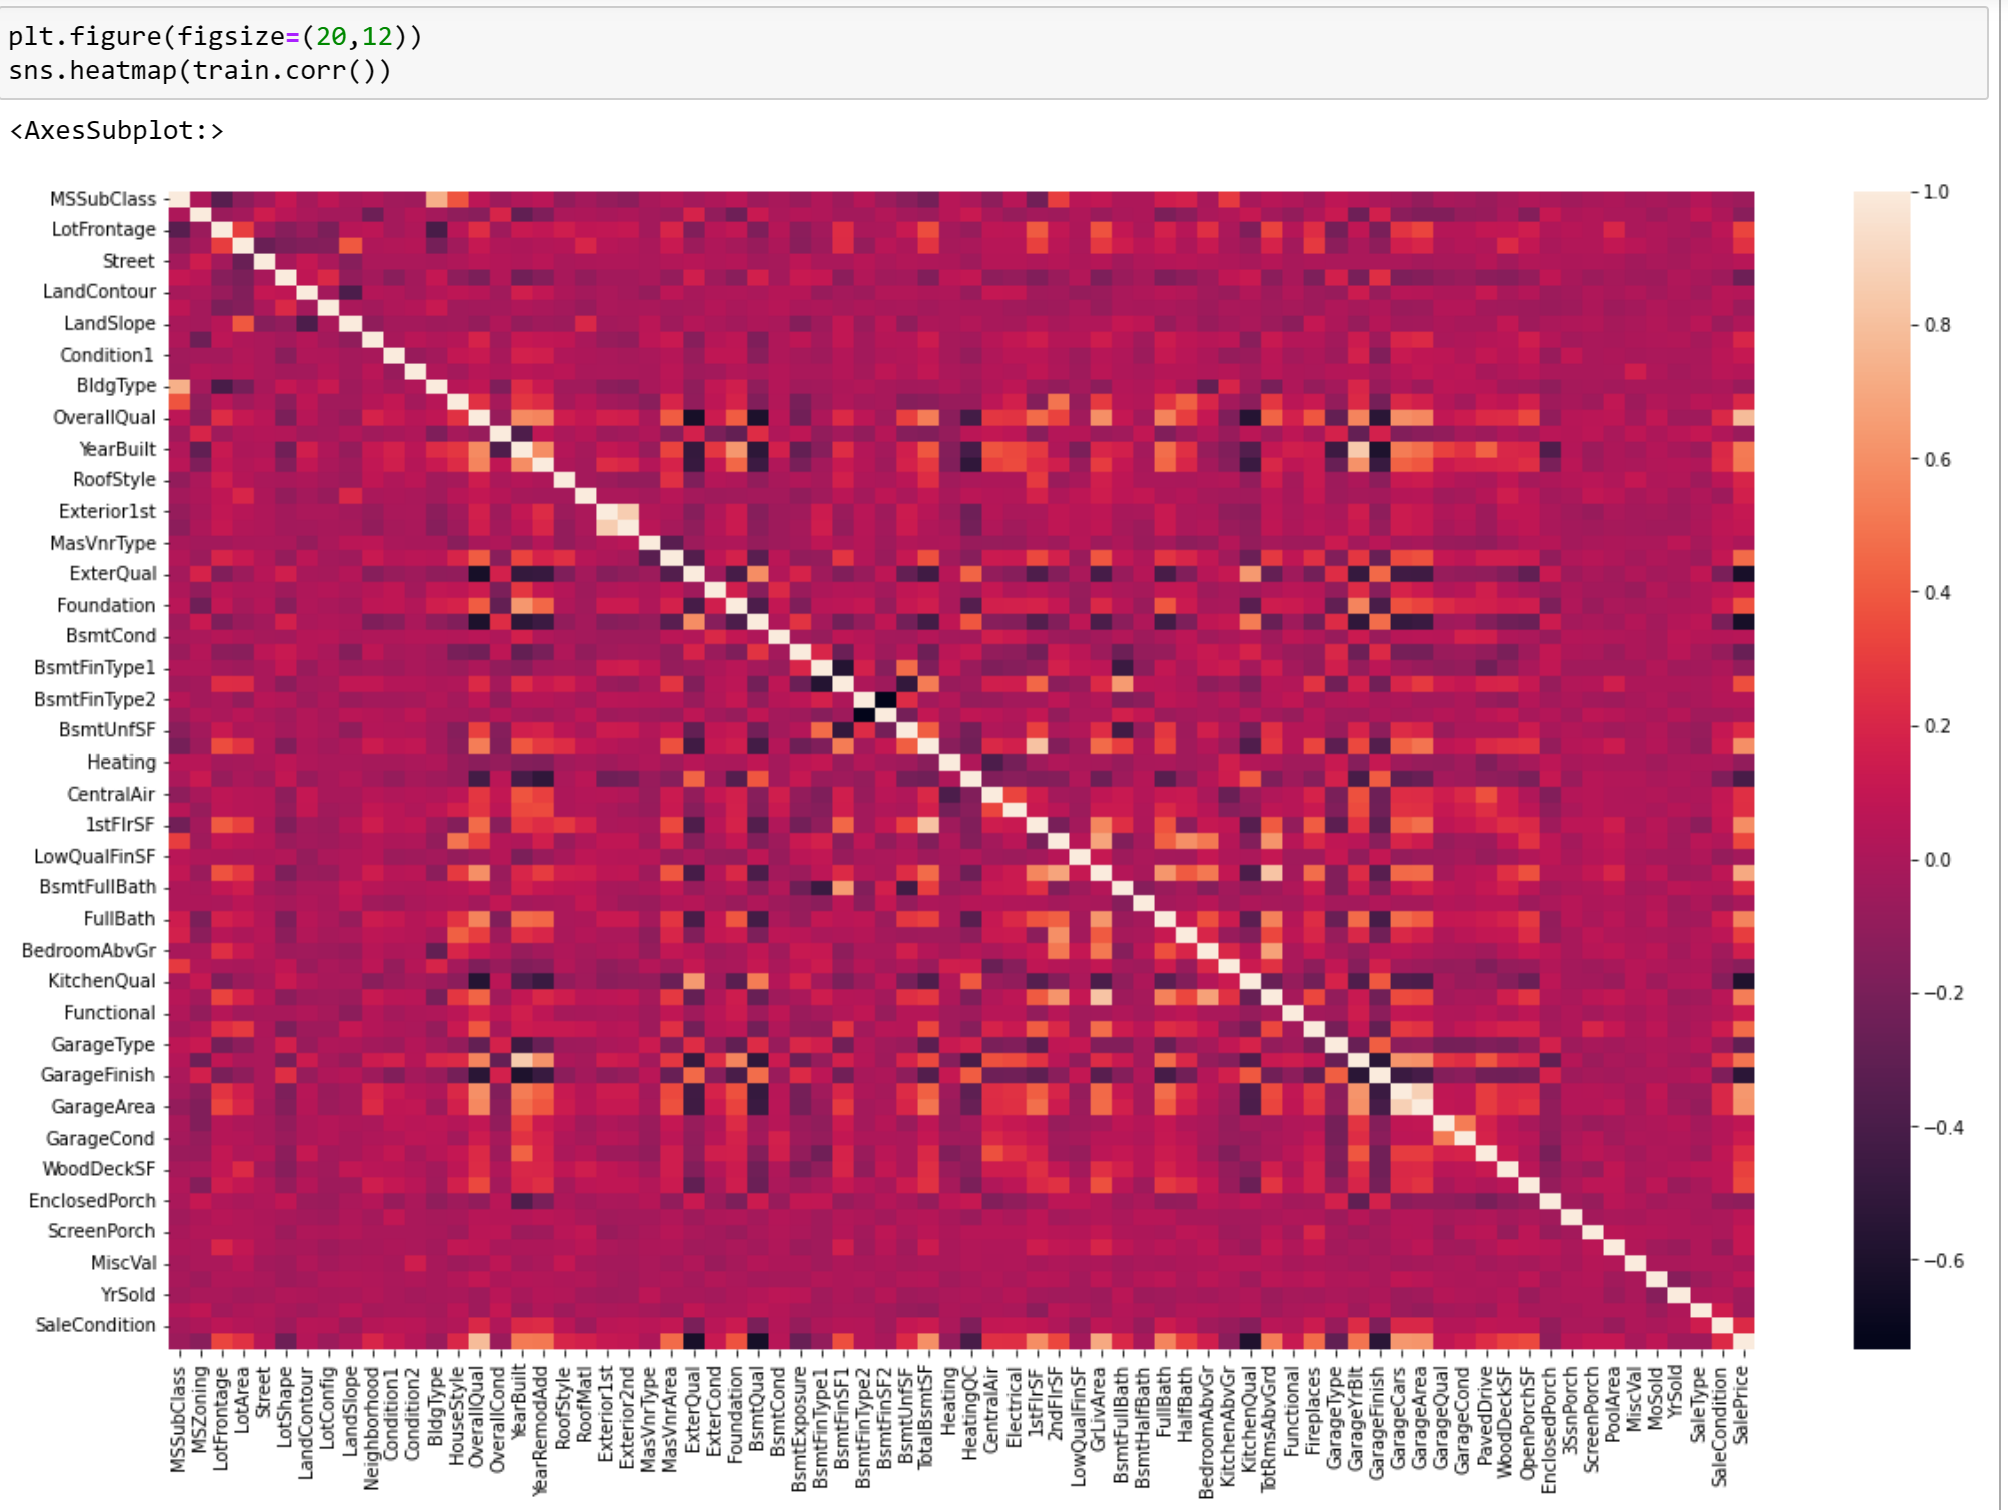 plt.figure(figsize=(20,12))
sns.heatmap(train.corr())
<AxesSubplot:>
MSSubClass
LotFrontage
Street
LandContour
LandSlope
Condition1
BldgType
OverallQual
YearBuilt
RoofStyle
Exterior1st
MasVnrType
ExterQual
Foundation
BsmtCond
BsmtFinType1
BsmtFinType2
BsmtUnfSF
Heating
CentralAir
1stFlrSF
LowQualFinSF
BsmtFullBath
FullBath
BedroomAbvGr
KitchenQual
Functional
GarageType
GarageFinish
GarageArea
GarageCond
WoodDeckSF
EnclosedPorch
ScreenPorch
MiscVal
YrSold
SaleCondition
MSSubClass
MSZoning
LotFrontage
LotArea
Street
LotShape
LandContour
LotConfig
LandSlope
Neighborhood
Condition1
Condition2
BldgType
HouseStyle
OverallQual
OverallCond
YearBuilt
YearRemodAdd
RoofStyle
RoofMatl
Exterior1st
Exterior2nd
MasVnrType
MasVnrArea
ExterQual
ExterCond
Foundation
BsmtQual
BsmtCond
BsmtExposure
BsmtFinType1
BsmtFinSF1
BsmtFinType2
BsmtFinSF2
BsmtUnfSF
TotalBsmtSF
Heating
HeatingQC
CentralAir
Electrical
1stFlrSF
2ndFlrSF
LowQualFinSF
GrLivArea
BsmtFullBath
BsmtHalfBath
FullBath
HalfBath
BedroomAbvGr
KitchenAbvGr
KitchenQual
TotRmsAbvGrd
Functional
Fireplaces
GarageType
GarageYrBlt
GarageFinish
GarageCars
GarageArea
GarageQual
GarageCond
PavedDrive
WoodDeckSF
OpenPorchSF
EnclosedPorch
3SsnPorch
ScreenPorch
PoolArea
MiscVal
MoSold
YrSold
SaleType
SaleCondition
SalePrice
1.0
0.8
0.6
0.4
0.2
0.0
−0.2
−0.4
−0.6